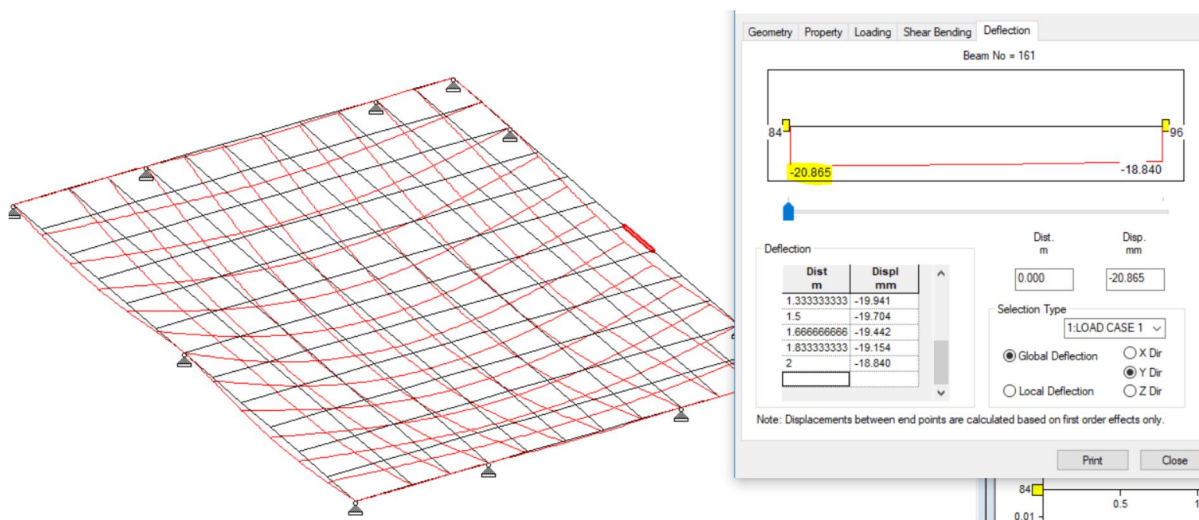 Geometry Property Loading Shear Bending Deflection
Beam No = 161
84 96
-20.865 -18.840
Dist. Disp.
m mm
0.000 -20.865
Deflection
Dist Displ
m mm
1.333333333 -19.941
1.5 -19.704
1.666666666 -19.442
1.833333333 -19.154
2 -18.840
Selection Type
1:LOAD CASE 1
Global Deflection
Local Deflection
X Dir
Y Dir
Z Dir
Note: Displacements between end points are calculated based on first order effects only.
Print Close
84
0.5 1
0.01